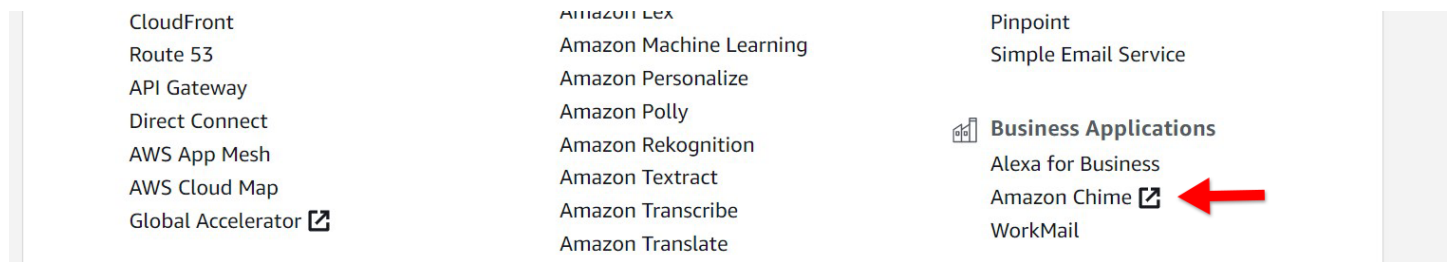 CloudFront
Route 53
API Gateway
Direct Connect
AWS App Mesh
AWS Cloud Map
Global Accelerator
Amazon Lex
Amazon Machine Learning
Amazon Personalize
Amazon Polly
Amazon Rekognition
Amazon Textract
Amazon Transcribe
Amazon Translate
Pinpoint
Simple Email Service
Business Applications
Alexa for Business
Amazon Chime
WorkMail